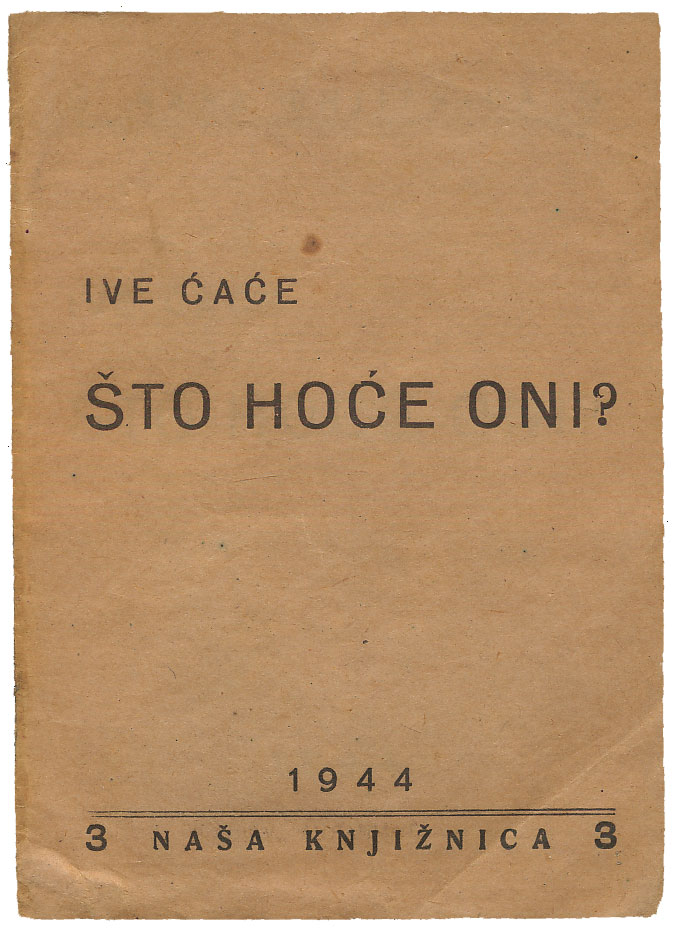 IVE ĆAĆE
ŠTO HOĆE ONI?
1944
3 NAŠA KNJIŽNICA 3